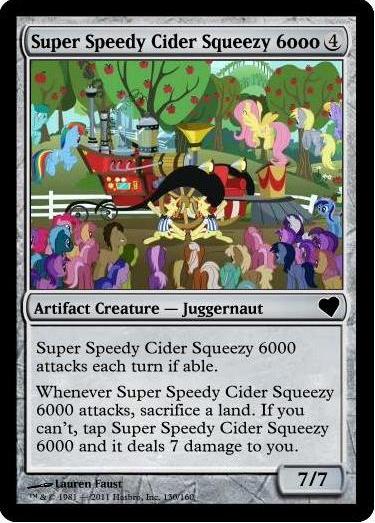 Super Speedy Cider Squeezy 6000 4
Artifact Creature — Juggernaut
Super Speedy Cider Squeezy 6000
attacks each turn if able.
Whenever Super Speedy Cider Squeezy
6000 attacks, sacrifice a land. If you
can't, tap Super Speedy Cider Squeezy
6000 and it deals 7 damage to you.
Lauren Faust
7/7
™ & © 1981 — 2011 Hasbro, Inc. 130/160